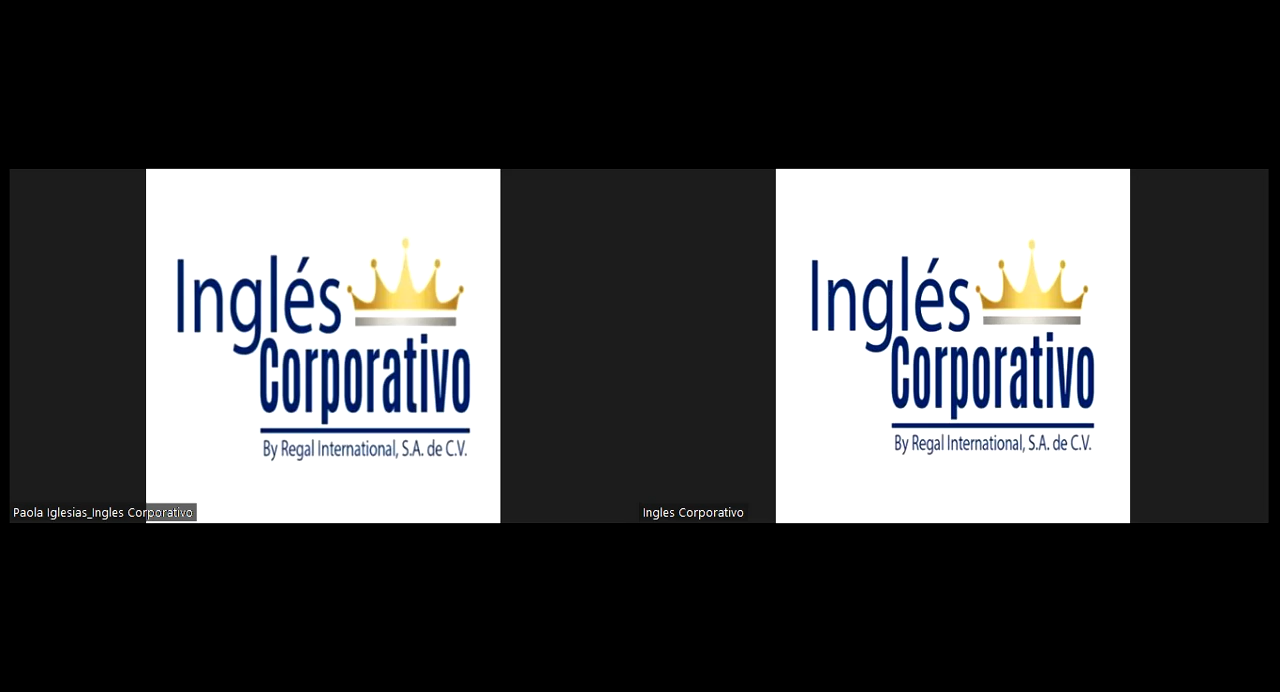 Inglés
Corporativo
By Regal International, S.A. de C.V.
Paola Iglesias_Ingles Corporativo
Inglés
Corporativo
By Regal International, S.A. de C.V.
Ingles Corporativo